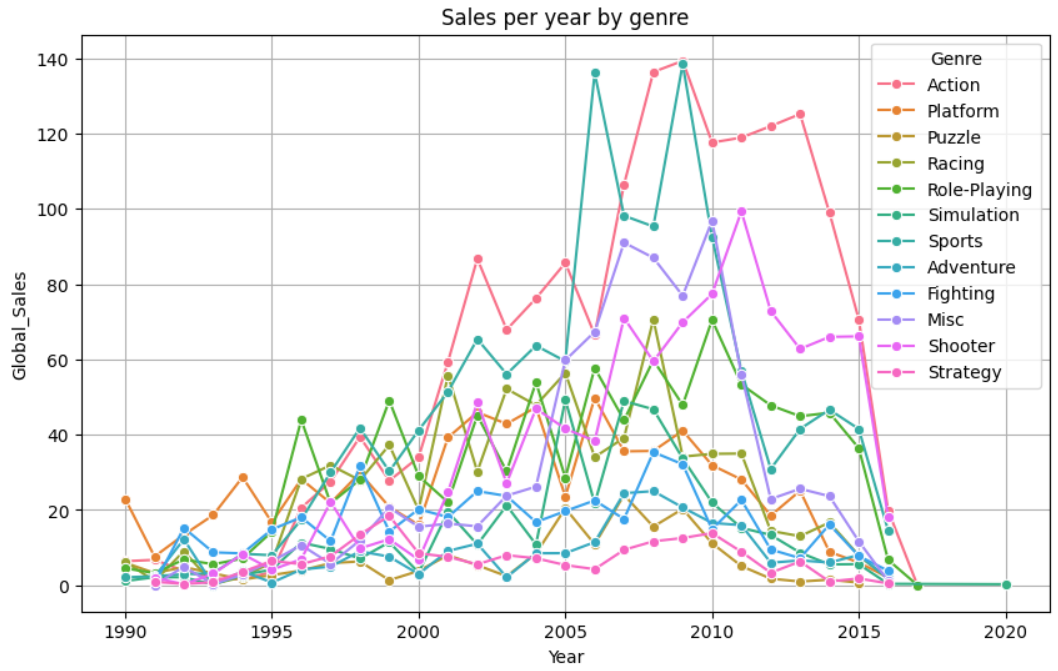 Sales per year by genre
140
120
100
80
60
40
20
0
Global_Sales
1990
1995
2000
2005
2010
2015
2020
Year
Genre
Action
Platform
Puzzle
Racing
Role-Playing
Simulation
Sports
Adventure
Fighting
Misc
Shooter
Strategy